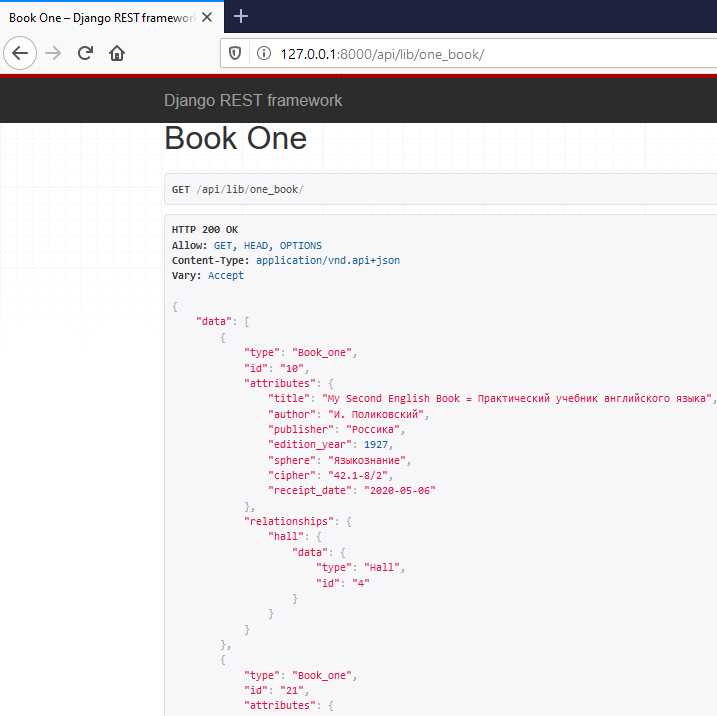 Book One – Django REST framework
127.0.0.1:8000/api/lib/one_book/
Django REST framework
Book One
GET /api/lib/one_book/
HTTP 200 OK
Allow: GET, HEAD, OPTIONS
Content-Type: application/vnd.api+json
Vary: Accept
{
"data": [
{
"type": "Book_one",
"id": "10",
"attributes": {
"title": "My Second English Book = Практический учебник английского языка",
"author": "И. Поликовский",
"publisher": "Россика",
"edition_year": 1927,
"sphere": "Языкознание",
"cipher": "42.1-8/2",
"receipt_date": "2020-05-06"
},
"relationships": {
"hall": {
"data": {
"type": "Hall",
"id": "4"
}
}
}
},
{
"type": "Book_one",
"id": "21",
"attributes": {